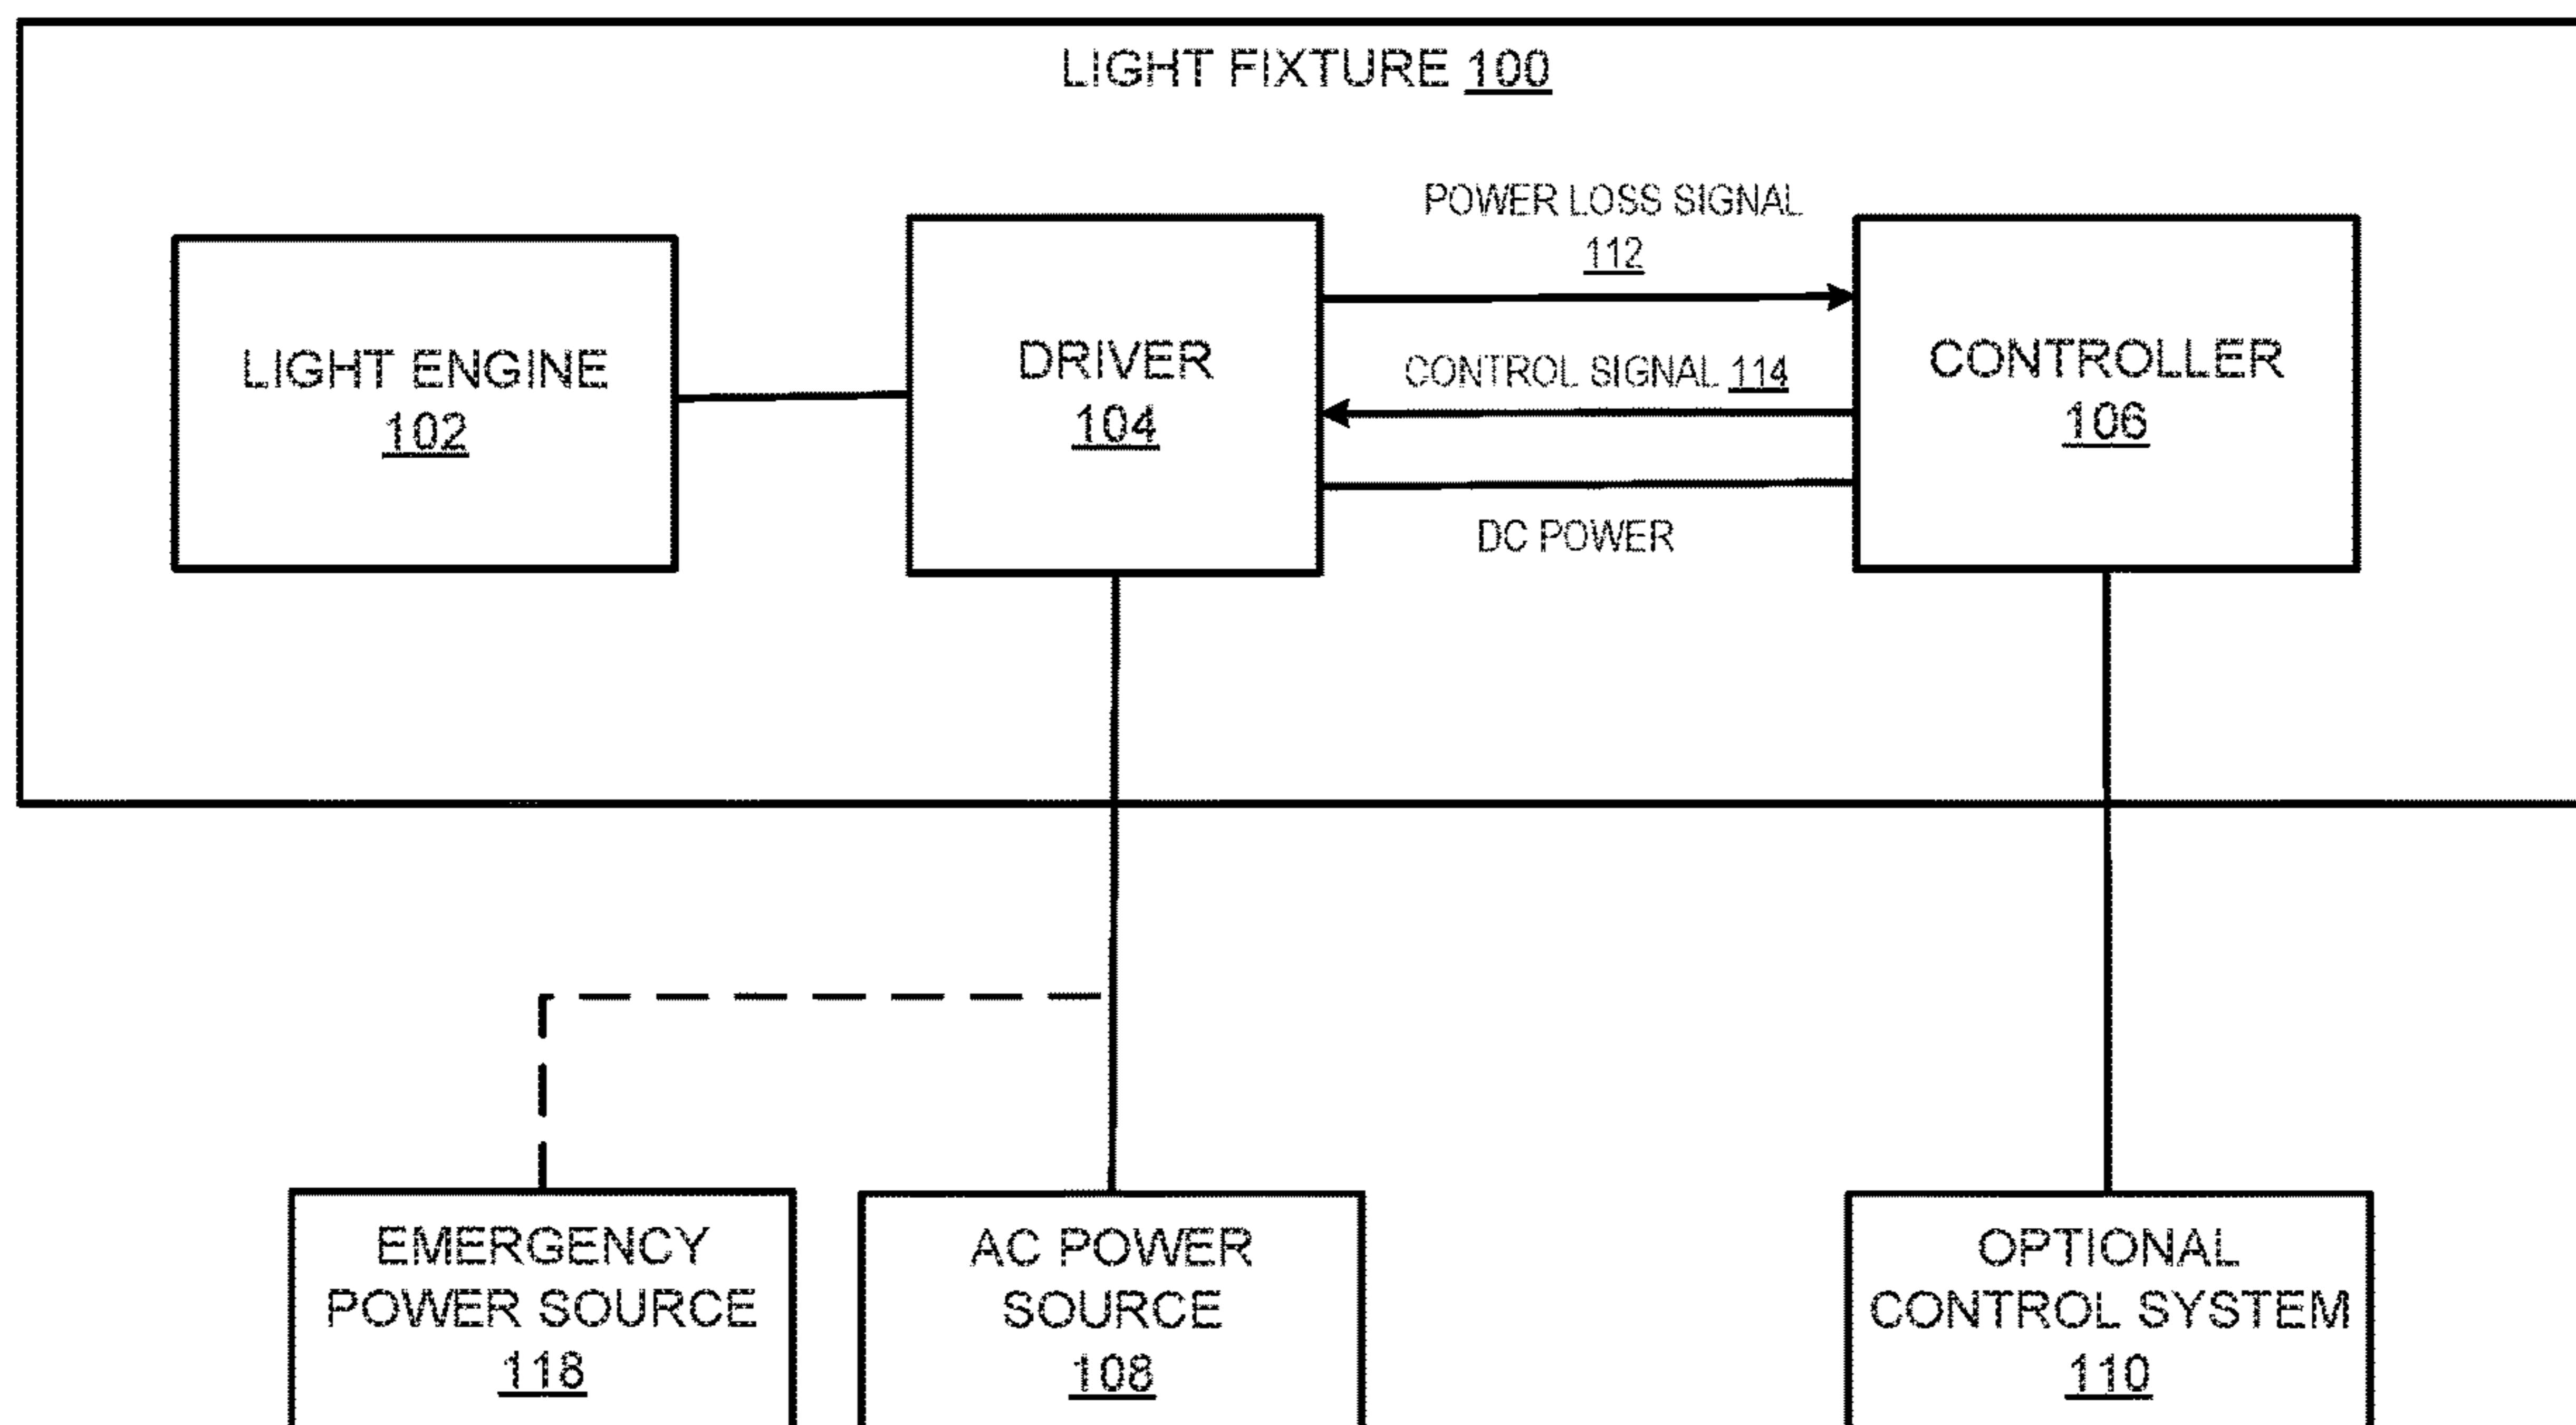 LIGHT FIXTURE 100
POWER LOSS SIGNAL
112
LIGHT ENGINE
102
DRIVER
104
CONTROL SIGNAL 114
CONTROLLER
106
DC POWER
EMERGENCY
POWER SOURCE
118
AC POWER
SOURCE
108
OPTIONAL
CONTROL SYSTEM
110